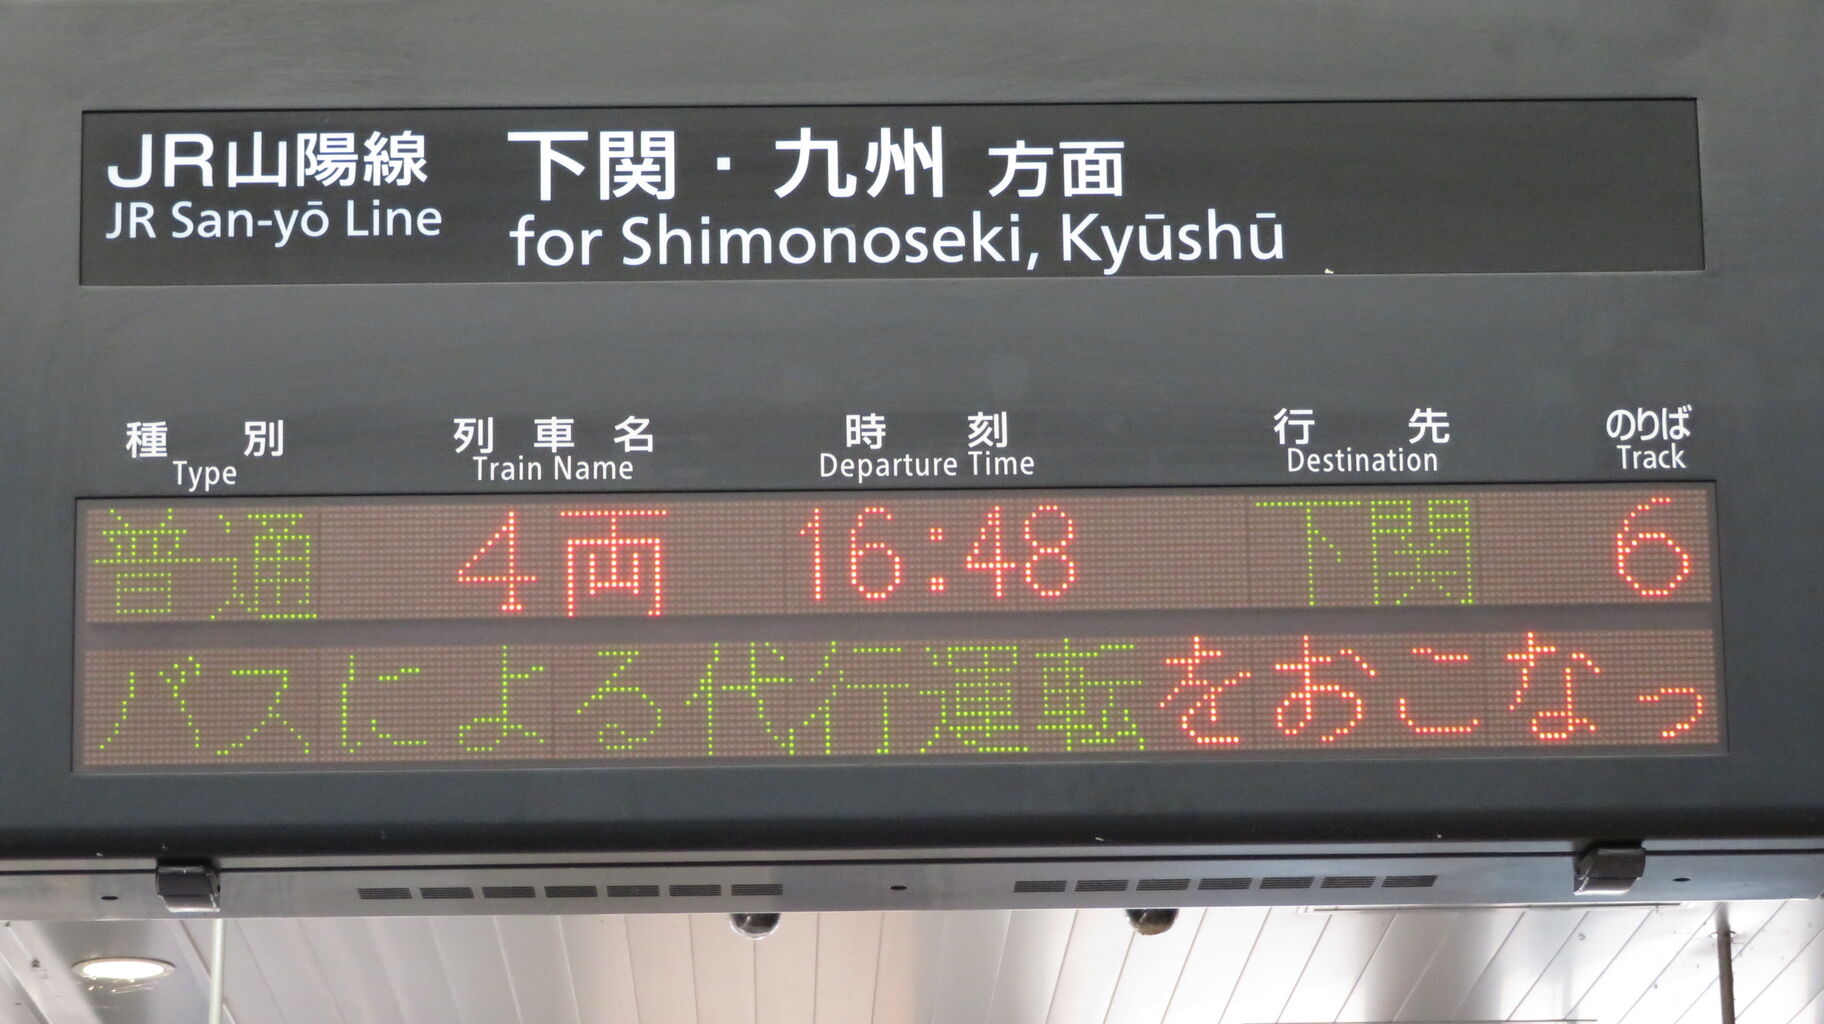 JR山陽線 下関・九州 方面
JR San-yō Line for Shimonoseki, Kyūshū
種別 列車名 時刻 行先 のりば
Type Train Name Departure Time Destination Track
普通 4両 16:48 下関 6
バスによる代行運転をおこなっ